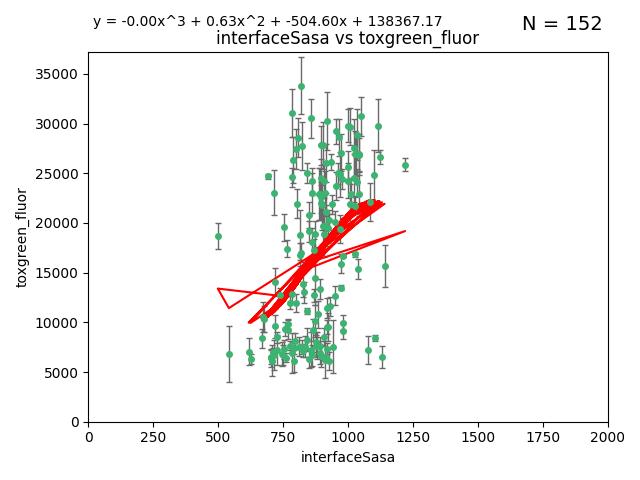 y = -0.00x^3 + 0.63x^2 + -504.60x + 138367.17
N = 152
interfaceSasa vs toxgreen_fluor
35000
30000
25000
20000
15000
10000
5000
0
toxgreen_fluor
0 250 500 750 1000 1250 1500 1750 2000
interfaceSasa